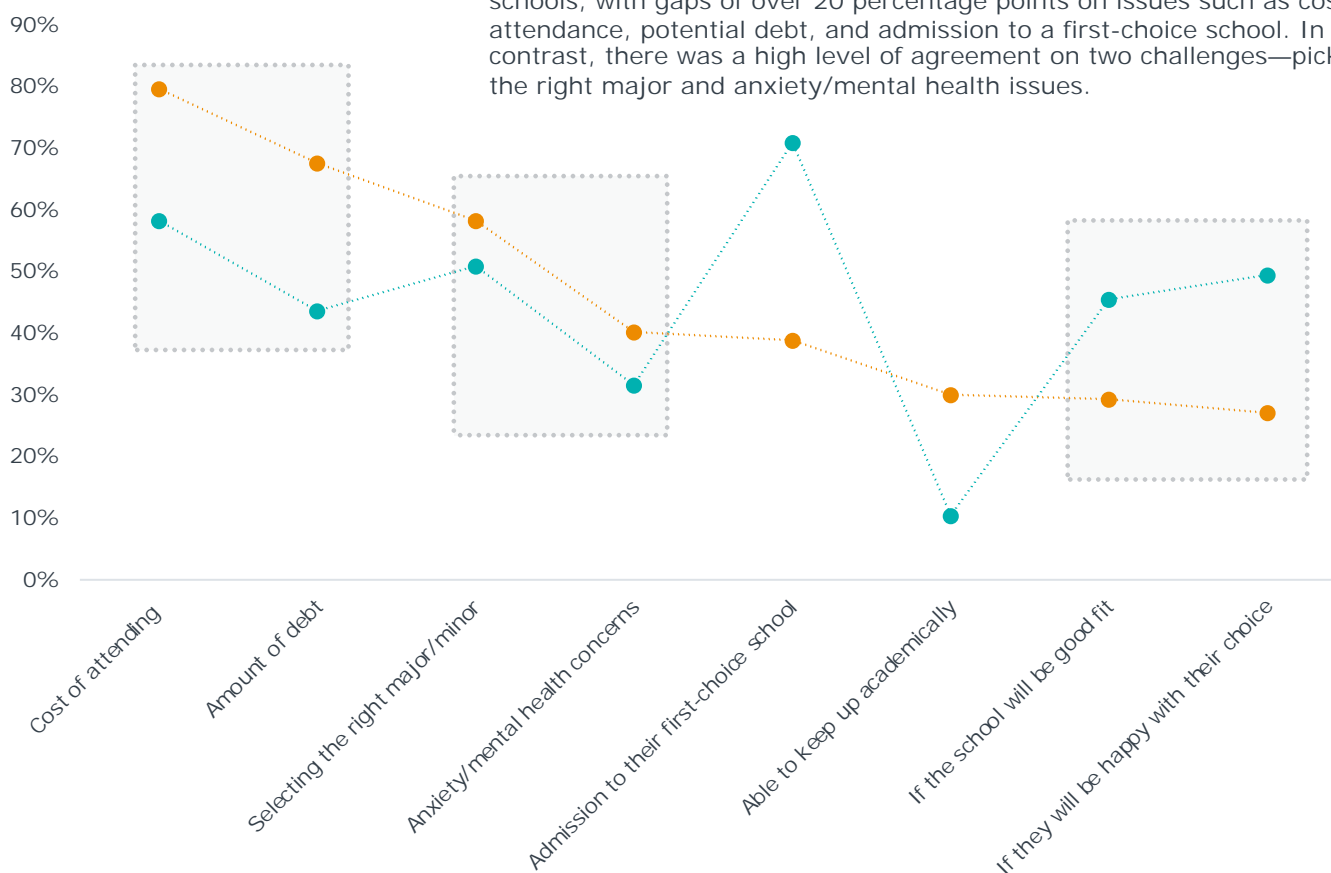 schools, with gaps of over 20 percentage points on issues such as
attendance, potential debt, and admission to a first-choice school. In
contrast, there was a high level of agreement on two challenges—
the right major and anxiety/mental health issues.
90%
80%
70%
60%
50%
40%
30%
20%
10%
0%
Cost of attending
Amount of debt
Selecting the right major/minor
Anxiety/mental health concerns
Admission to their first-choice school
Able to keep up academically
If the school will be good fit
If they will be happy with their choice